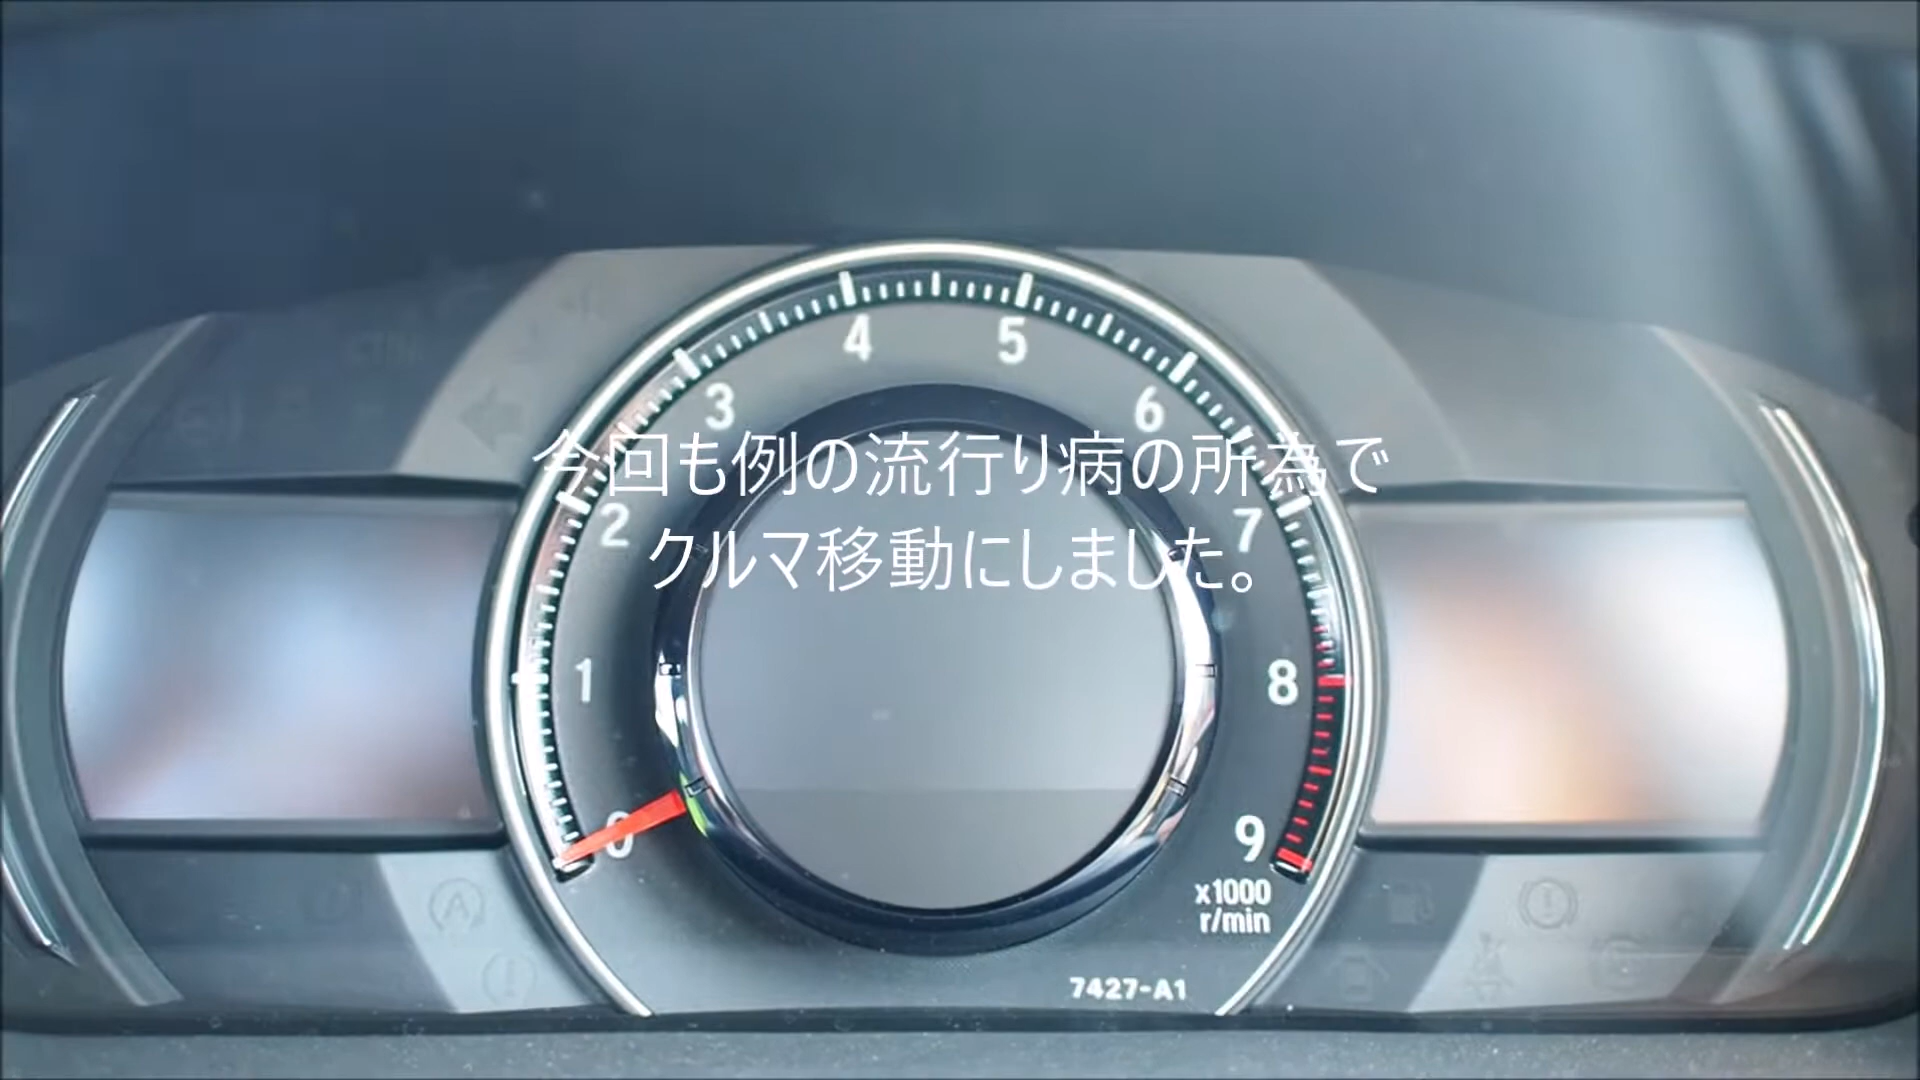 4 5
3 6
今回も例の流行り病の所為で
2 7
クルマ移動にしました。
1 8
0 9
x1000
r/min
A
7427-A1